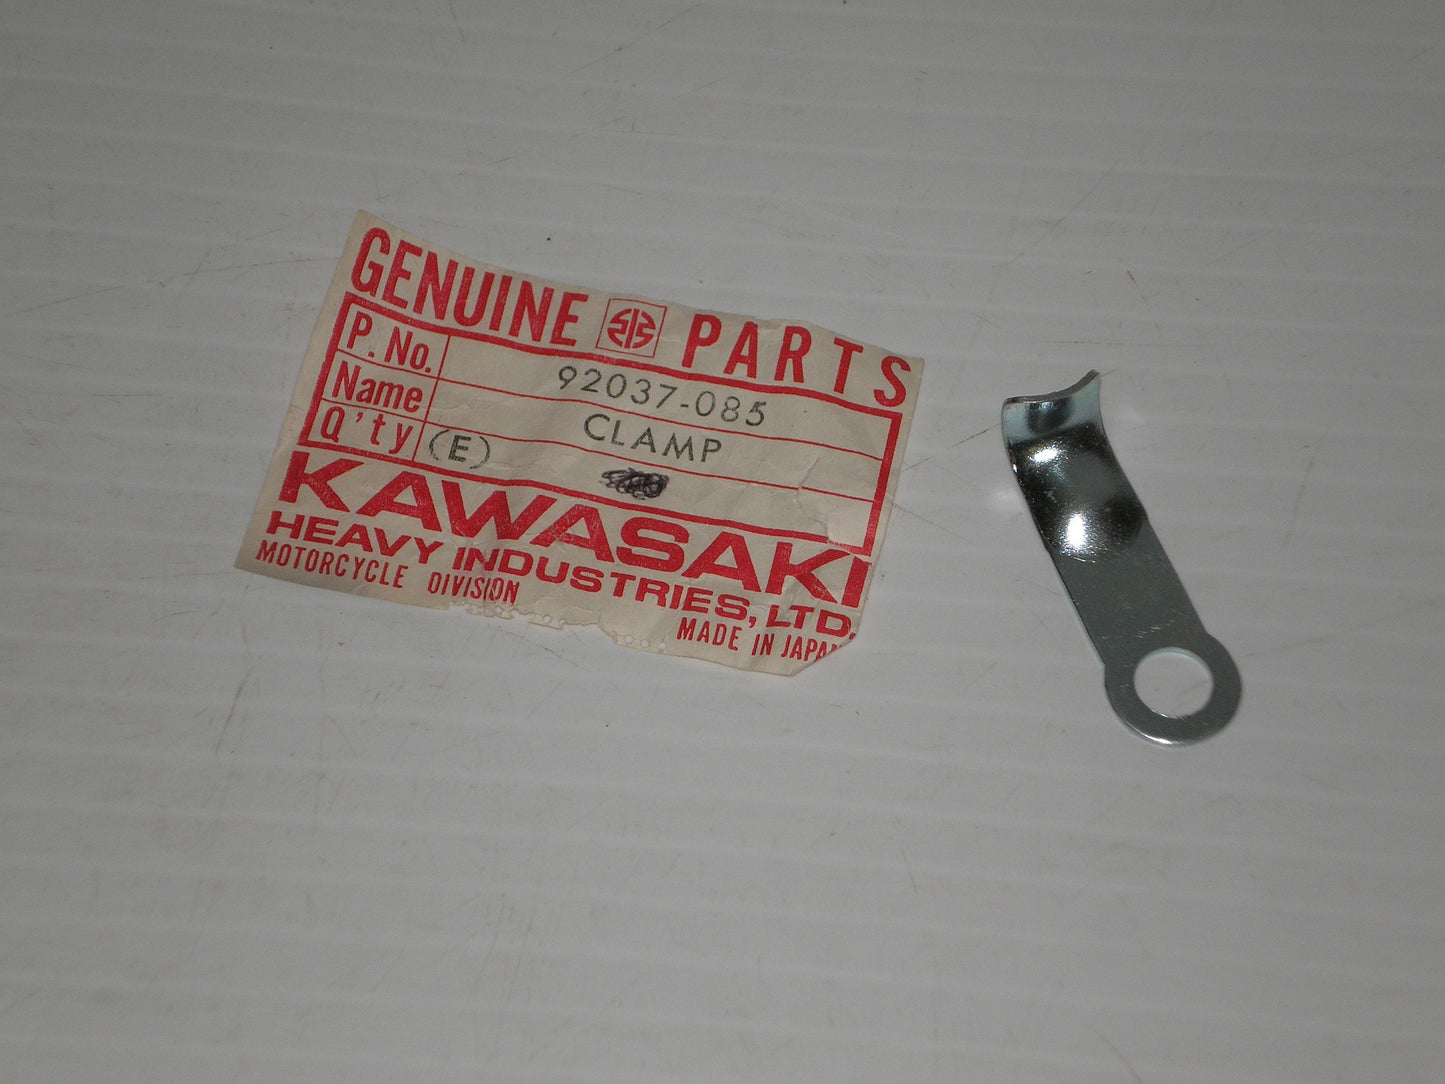 GENUINE PARTS
P. No. 92037-085
Name CLAMP
Q'ty (E)
KAWASAKI
HEAVY INDUSTRIES, LTD.
MOTORCYCLE DIVISION
MADE IN JAPAN